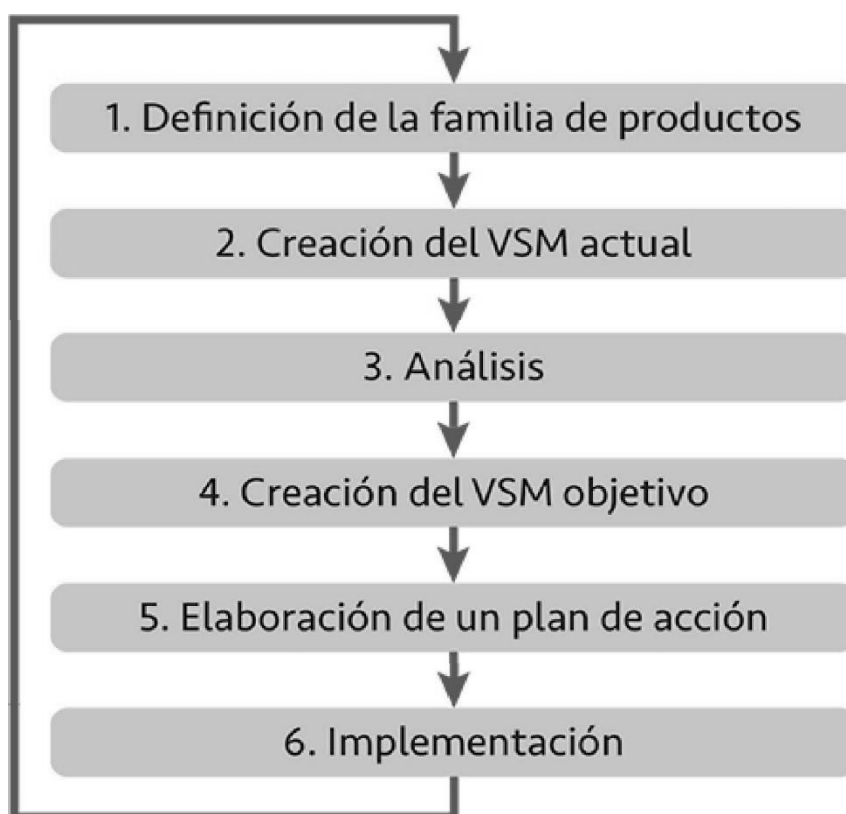 1. Definición de la familia de productos
2. Creación del VSM actual
3. Análisis
4. Creación del VSM objetivo
5. Elaboración de un plan de acción
6. Implementación